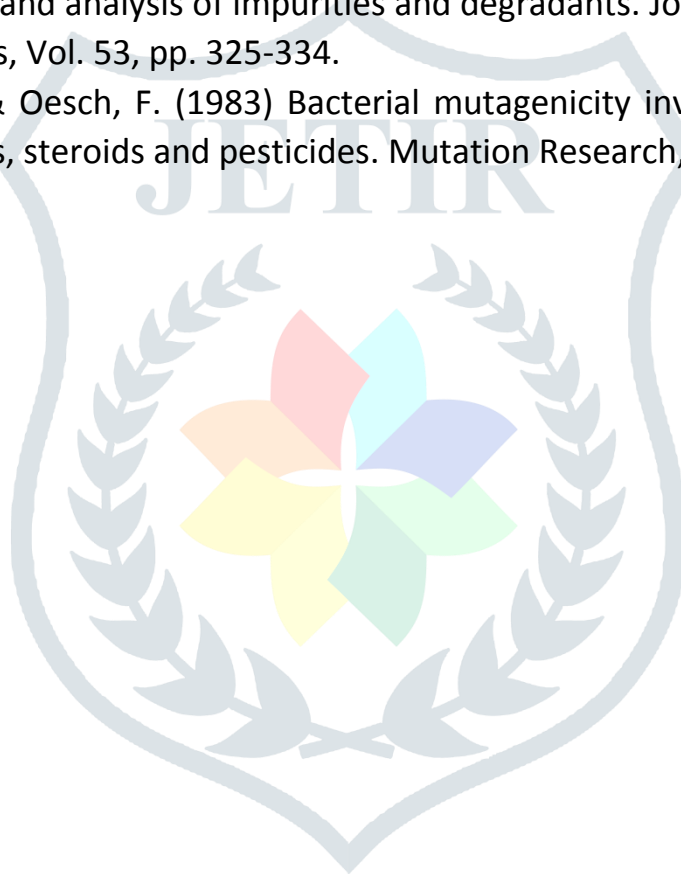 and analysis of impurities and degradants. Jo
s, Vol. 53, pp. 325-334.
& Oesch, F. (1983) Bacterial mutagenicity inv
s, steroids and pesticides. Mutation Research,
JETIR